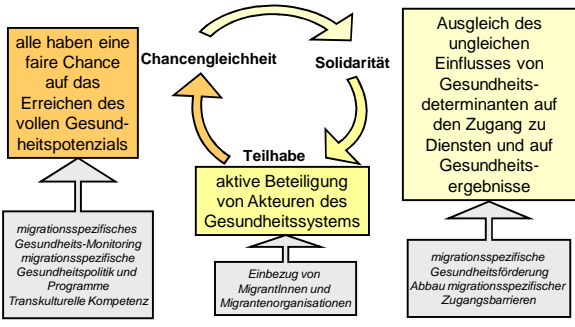 alle haben eine
faire Chance
auf das
Erreichen des
vollen Gesund-
heitspotenzials
Chancengleichheit
Solidarität
Teilhabe
Ausgleich des
ungleichen
Einflusses von
Gesundheits-
determinanten auf
den Zugang zu
Diensten und auf
Gesundheits-
ergebnisse
aktive Beteiligung
von Akteuren des
Gesundheitssystems
migrationsspezifisches
Gesundheits-Monitoring
migrationsspezifische
Gesundheitspolitik und
Programme
Transkulturelle Kompetenz
Einbezug von
MigrantInnen und
Migrantenorganisationen
migrationsspezifische
Gesundheitsförderung
Abbau migrationsspezifischer
Zugangsbarrieren